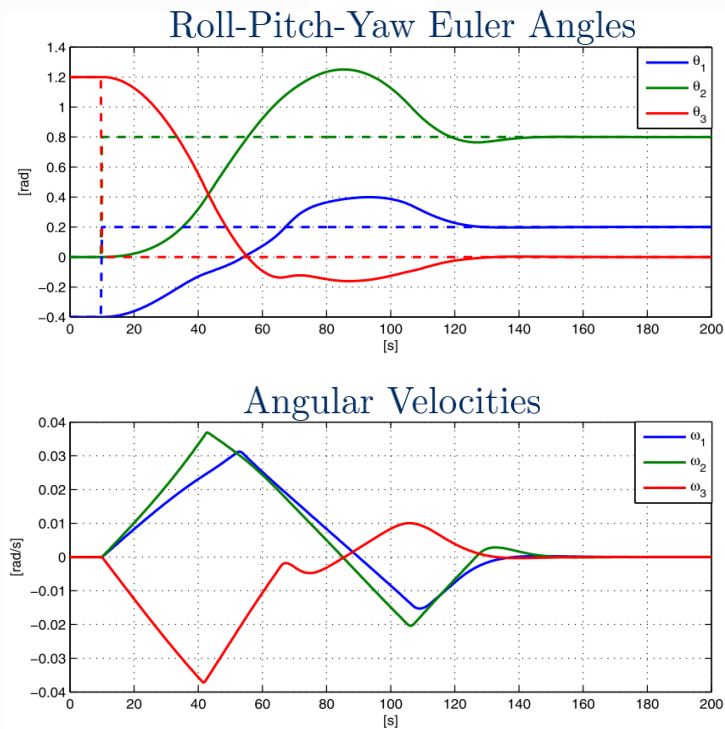 Roll-Pitch-Yaw Euler Angles
1.4
1.2
1
0.8
0.6
0.4
0.2
0
−0.2
−0.4
[rad]
θ1
θ2
θ3
0 20 40 60 80 100 120 140 160 180 200
[s]
Angular Velocities
0.04
0.03
0.02
0.01
0
−0.01
−0.02
−0.03
−0.04
[rad/s]
ω1
ω2
ω3
0 20 40 60 80 100 120 140 160 180 200
[s]